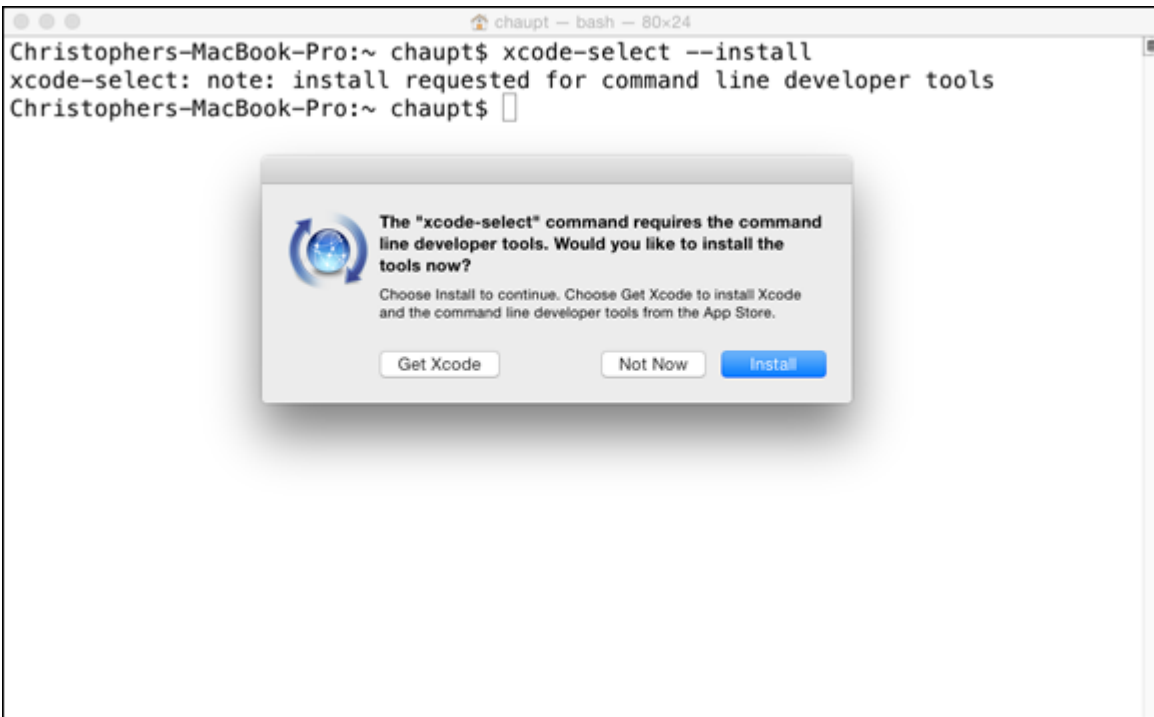 chaupt — bash — 80×24
Christophers-MacBook-Pro:~ chaupt$ xcode-select --install
xcode-select: note: install requested for command line developer tools
Christophers-MacBook-Pro:~ chaupt$
The "xcode-select" command requires the command
line developer tools. Would you like to install the
tools now?
Choose Install to continue. Choose Get Xcode to install Xcode
and the command line developer tools from the App Store.
Get Xcode
Not Now
Install